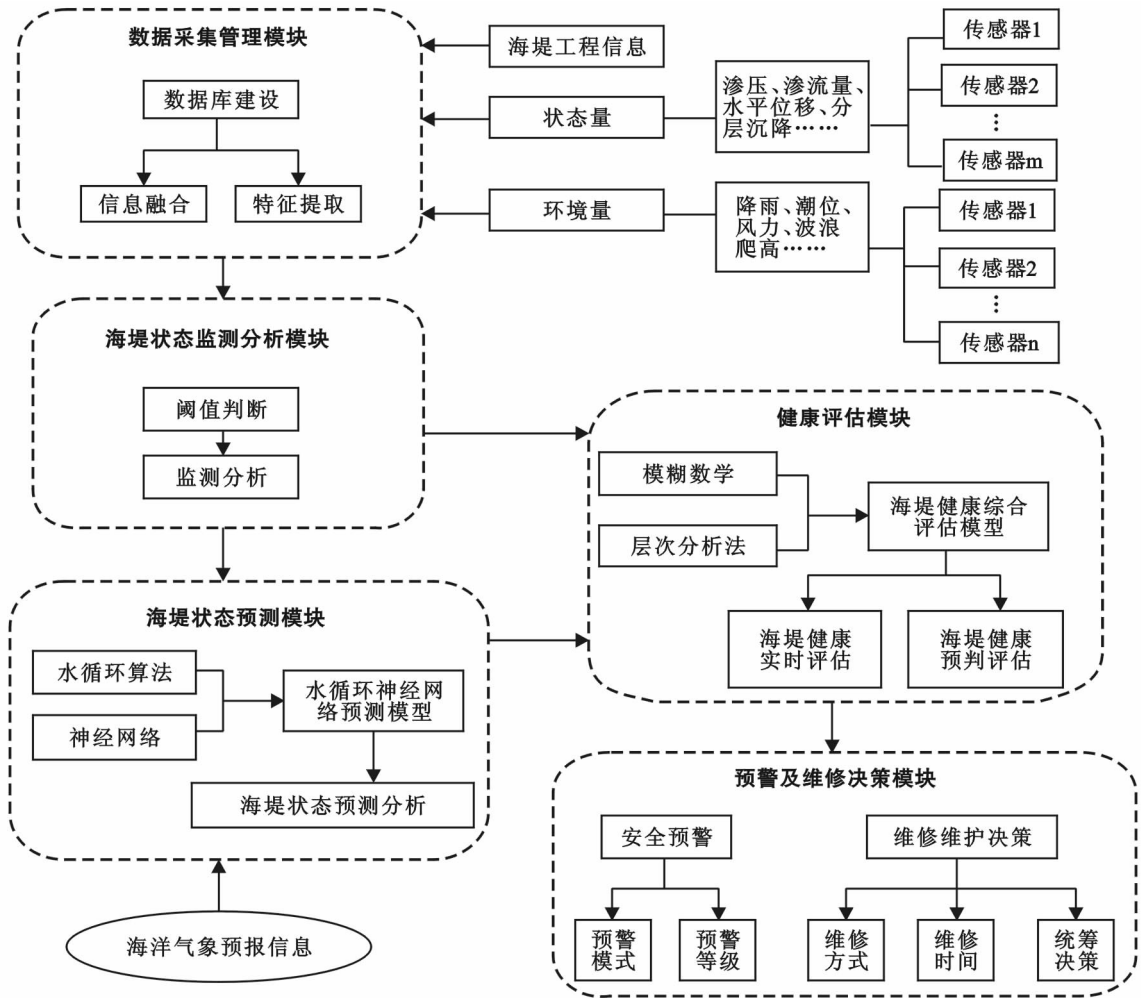 数据采集管理模块
数据库建设
信息融合
特征提取
海堤工程信息
状态量
环境量
渗压、渗流量、
水平位移、分
层沉降……
降雨、潮位、
风力、波浪
爬高……
传感器1
传感器2
⋮
传感器m
传感器1
传感器2
⋮
传感器n
海堤状态监测分析模块
阈值判断
监测分析
健康评估模块
模糊数学
层次分析法
海堤健康综合
评估模型
海堤健康
实时评估
海堤健康
预判评估
海堤状态预测模块
水循环算法
神经网络
水循环神经网
络预测模型
海堤状态预测分析
海洋气象预报信息
预警及维修决策模块
安全预警
维修维护决策
预警
模式
预警
等级
维修
方式
维修
时间
统筹
决策